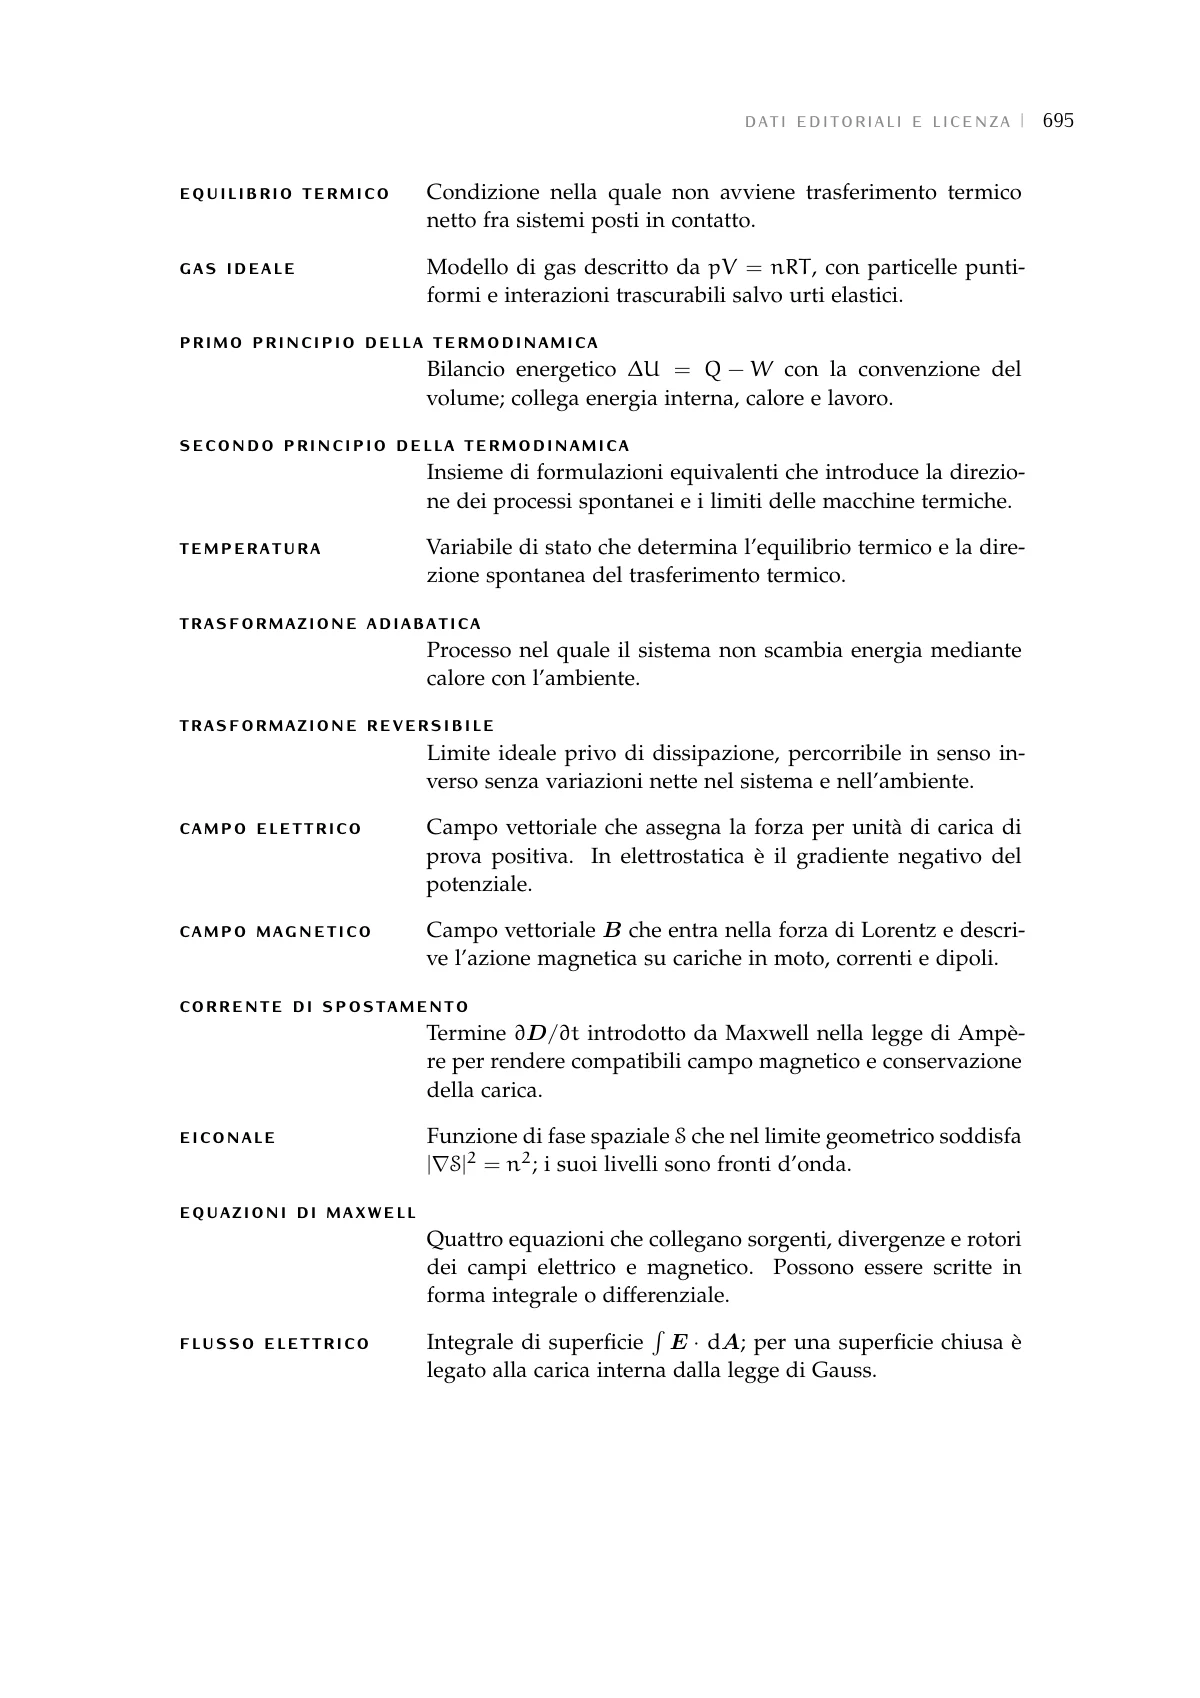 DATI EDITORIALI E LICENZA | 695
EQUILIBRIO TERMICO Condizione nella quale non avviene trasferimento termico
netto fra sistemi posti in contatto.
GAS IDEALE Modello di gas descritto da pV = nRT, con particelle punti-
formi e interazioni trascurabili salvo urti elastici.
PRIMO PRINCIPIO DELLA TERMODINAMICA
Bilancio energetico ΔU = Q − W con la convenzione del
volume; collega energia interna, calore e lavoro.
SECONDO PRINCIPIO DELLA TERMODINAMICA
Insieme di formulazioni equivalenti che introduce la direzio-
ne dei processi spontanei e i limiti delle macchine termiche.
TEMPERATURA Variabile di stato che determina l’equilibrio termico e la dire-
zione spontanea del trasferimento termico.
TRASFORMAZIONE ADIABATICA
Processo nel quale il sistema non scambia energia mediante
calore con l’ambiente.
TRASFORMAZIONE REVERSIBILE
Limite ideale privo di dissipazione, percorribile in senso in-
verso senza variazioni nette nel sistema e nell’ambiente.
CAMPO ELETTRICO Campo vettoriale che assegna la forza per unità di carica di
prova positiva. In elettrostatica è il gradiente negativo del
potenziale.
CAMPO MAGNETICO Campo vettoriale B che entra nella forza di Lorentz e descri-
ve l’azione magnetica su cariche in moto, correnti e dipoli.
CORRENTE DI SPOSTAMENTO
Termine ∂D/∂t introdotto da Maxwell nella legge di Ampè-
re per rendere compatibili campo magnetico e conservazione
della carica.
EICONALE Funzione di fase spaziale S che nel limite geometrico soddisfa
|∇S|² = n²; i suoi livelli sono fronti d’onda.
EQUAZIONI DI MAXWELL
Quattro equazioni che collegano sorgenti, divergenze e rotori
dei campi elettrico e magnetico. Possono essere scritte in
forma integrale o differenziale.
FLUSSO ELETTRICO Integrale di superficie ∫ E · dA; per una superficie chiusa è
legato alla carica interna dalla legge di Gauss.